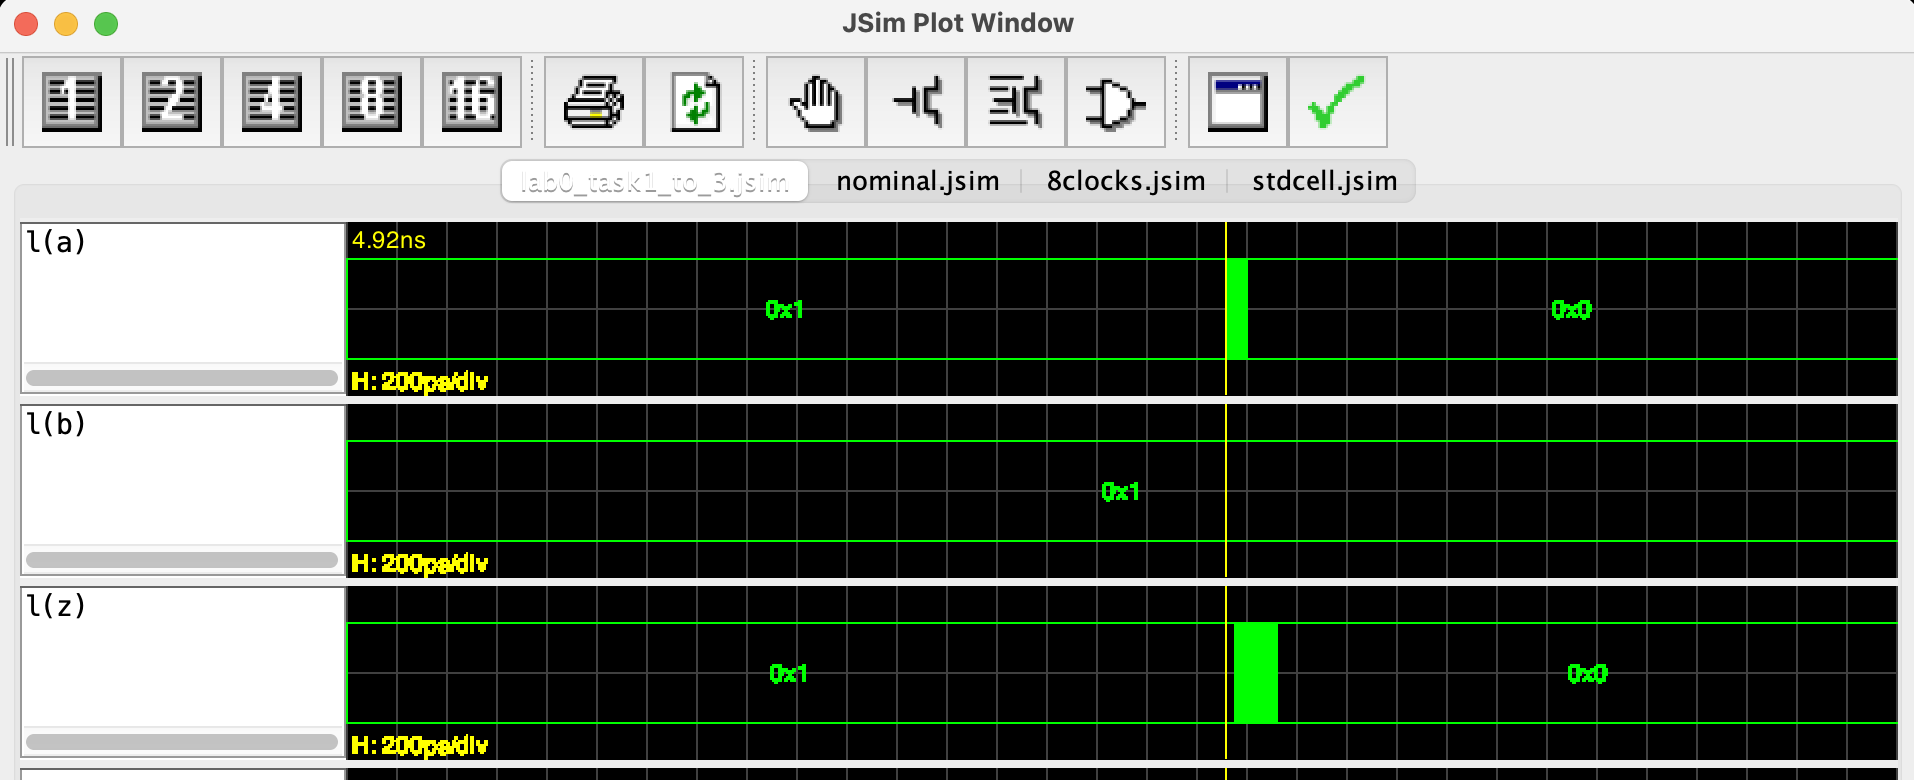 JSim Plot Window
1 2 4 8 16
lab0_task1_to_3.jsim nominal.jsim 8clocks.jsim stdcell.jsim
l(a)
4.92ns
0x1 0x0
H: 200ps/div
l(b)
0x1
H: 200ps/div
l(z)
0x1 0x0
H: 200ps/div